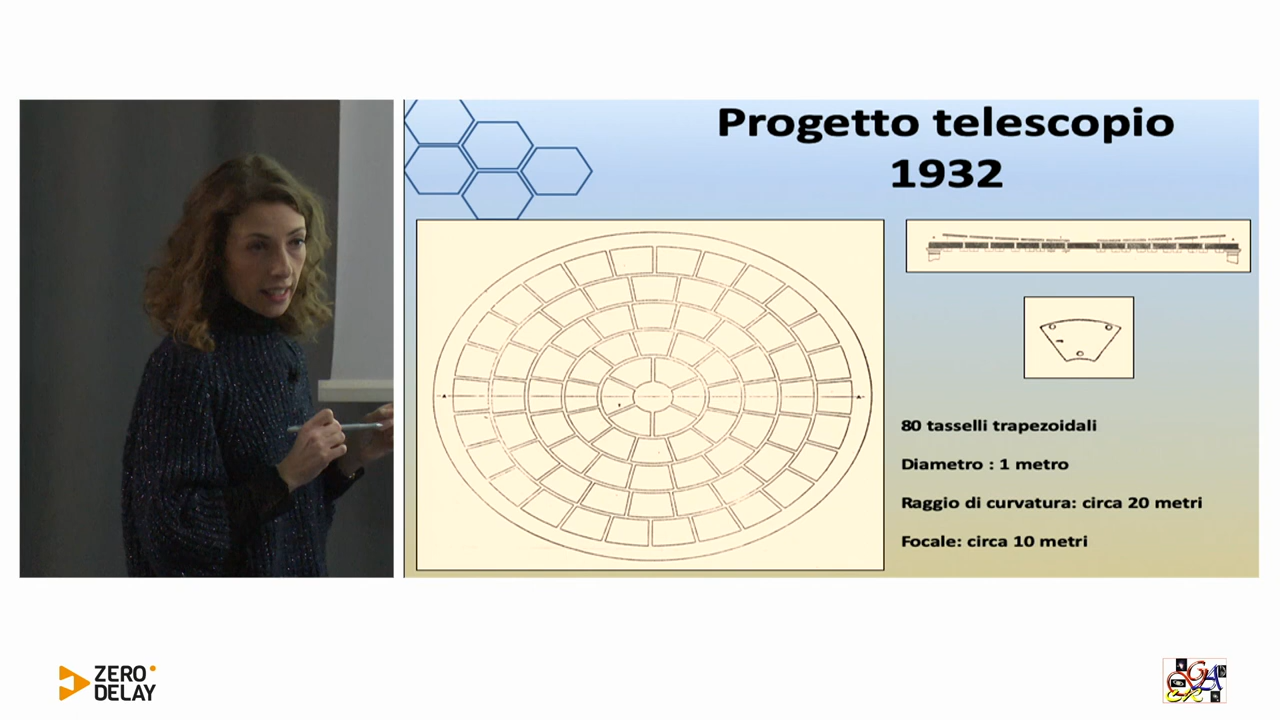 Progetto telescopio
1932
80 tasselli trapezoidali
Diametro : 1 metro
Raggio di curvatura: circa 20 metri
Focale: circa 10 metri
ZERO
DELAY